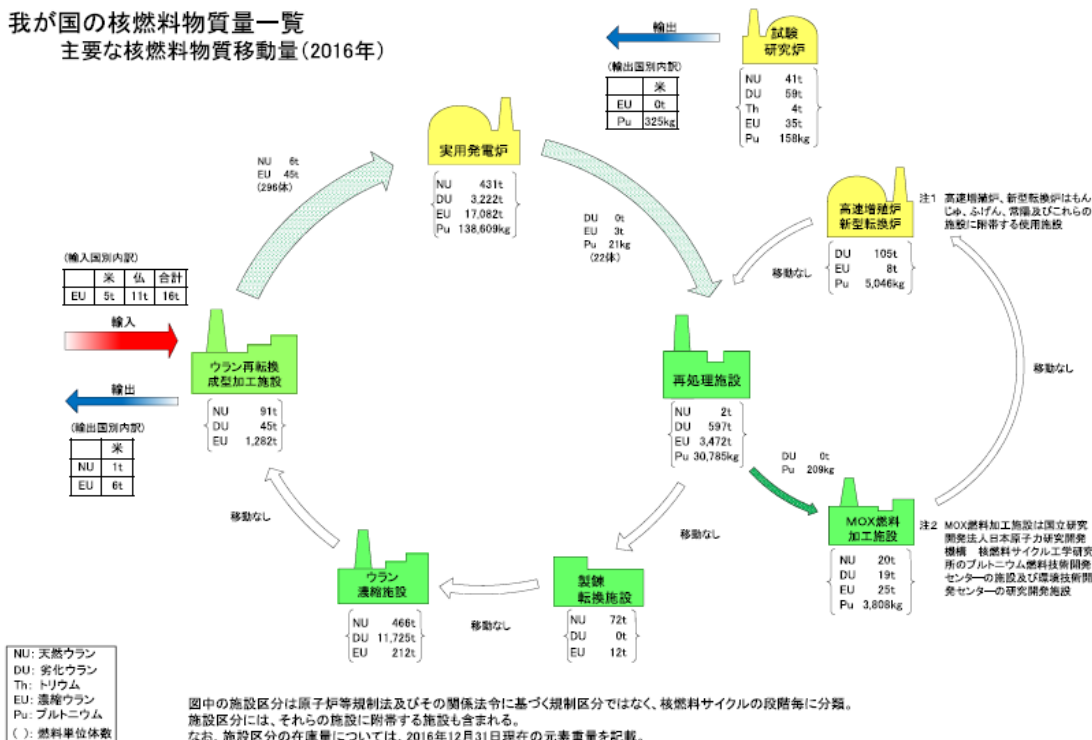 我が国の核燃料物質量一覧
主要な核燃料物質移動量(2016年)
輸出
(輸出国別内訳)
米
EU 0t
Pu 325kg
試験
研究炉
NU 41t
DU 59t
Th 4t
EU 35t
Pu 158kg
実用発電炉
NU 431t
DU 3,222t
EU 17,082t
Pu 138,609kg
NU 6t
EU 45t
(296体)
DU 0t
EU 3t
Pu 21kg
(22体)
高速増殖炉
新型転換炉
DU 105t
EU 8t
Pu 5,046kg
注1 高速増殖炉、新型転換炉はもん
じゅ、ふげん、常陽及びこれらの
施設に附帯する使用施設
移動なし
移動なし
(輸入国別内訳)
米 仏 合計
EU 5t 11t 16t
輸入
輸出
(輸出国別内訳)
米
NU 1t
EU 6t
ウラン再転換
成型加工施設
NU 91t
DU 45t
EU 1,282t
再処理施設
NU 2t
DU 597t
EU 3,472t
Pu 30,785kg
DU 0t
Pu 209kg
MOX燃料
加工施設
NU 20t
DU 19t
EU 25t
Pu 3,808kg
注2 MOX燃料加工施設は国立研究
開発法人日本原子力研究開発
機構 核燃料サイクル工学研究
所のプルトニウム燃料技術開発
センターの施設及び環境技術開
発センターの研究開発施設
移動なし
移動なし
移動なし
ウラン
濃縮施設
NU 466t
DU 11,725t
EU 212t
製錬
転換施設
NU 72t
DU 0t
EU 12t
NU: 天然ウラン
DU: 劣化ウラン
Th: トリウム
EU: 濃縮ウラン
Pu: プルトニウム
( ): 燃料単位体数
図中の施設区分は原子炉等規制法及びその関係法令に基づく規制区分ではなく、核燃料サイクルの段階毎に分類。
施設区分には、それらの施設に附帯する施設も含まれる。
なお、施設区分の在庫量については、2016年12月31日現在の元素重量を記載。